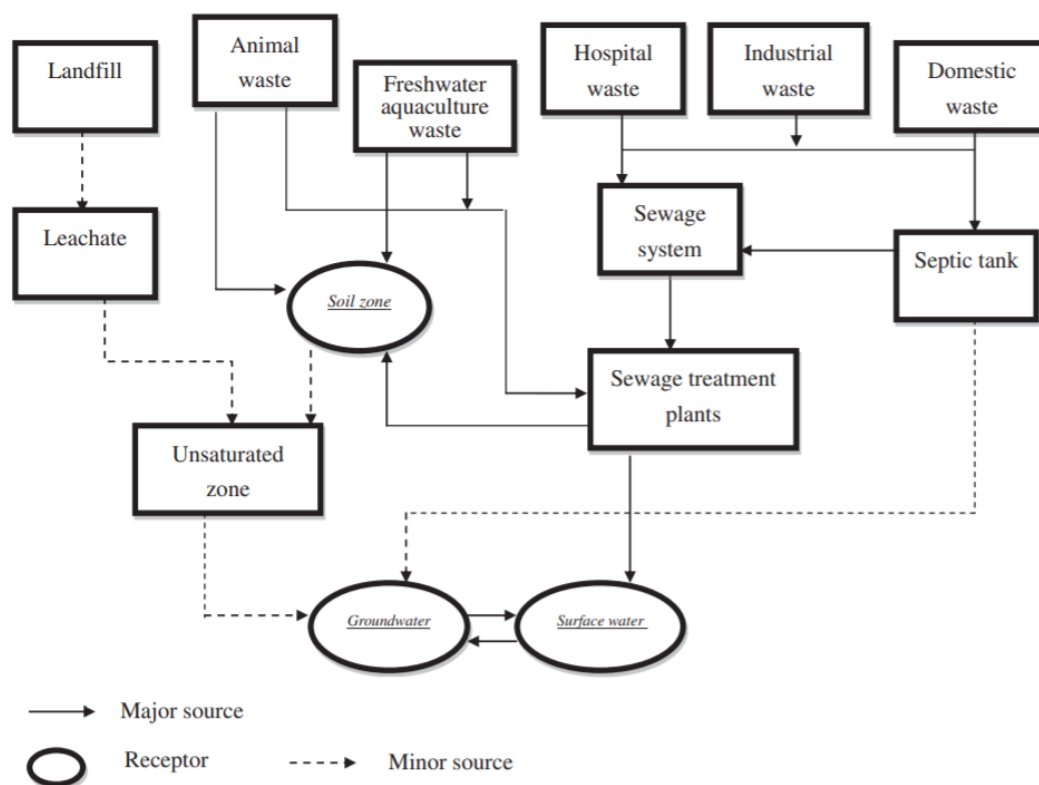 Landfill
Animal
waste
Freshwater
aquaculture
waste
Hospital
waste
Industrial
waste
Domestic
waste
Leachate
Sewage
system
Septic tank
Soil zone
Sewage treatment
plants
Unsaturated
zone
Groundwater
Surface water
Major source
Receptor
Minor source